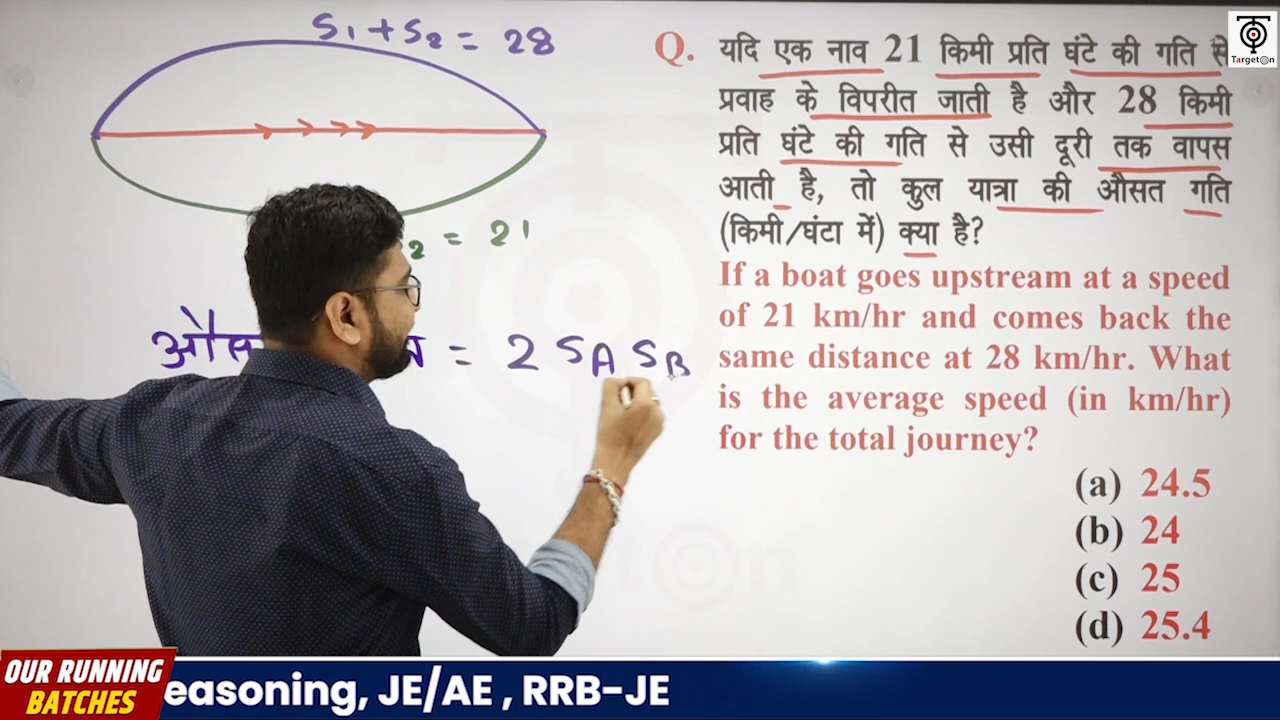 S1 + S2 = 28
2 = 21
= 2 SA SB
Q. यदि एक नाव 21 किमी प्रति घंटे की गति से
प्रवाह के विपरीत जाती है और 28 किमी
प्रति घंटे की गति से उसी दूरी तक वापस
आती है, तो कुल यात्रा की औसत गति
(किमी/घंटा में) क्या है?
If a boat goes upstream at a speed
of 21 km/hr and comes back the
same distance at 28 km/hr. What
is the average speed (in km/hr)
for the total journey?
(a) 24.5
(b) 24
(c) 25
(d) 25.4
TargetOn
OUR RUNNING
BATCHES
easoning, JE/AE , RRB-JE